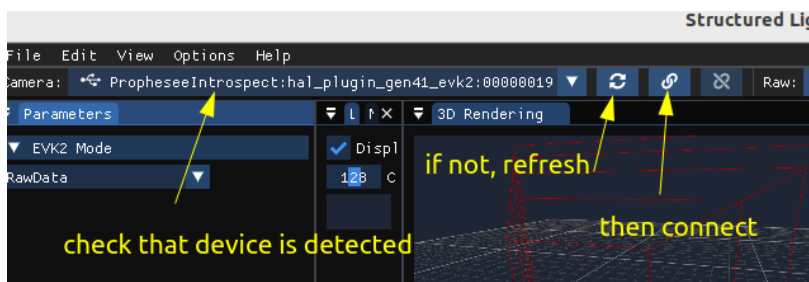 Structured Lig
File Edit View Options Help
Camera: PropheseeIntrospect:hal_plugin_gen41_evk2:00000019 Raw:
Parameters L 3D Rendering
EVK2 Mode Displ
RawData 128 C
if not, refresh
then connect
check that device is detected